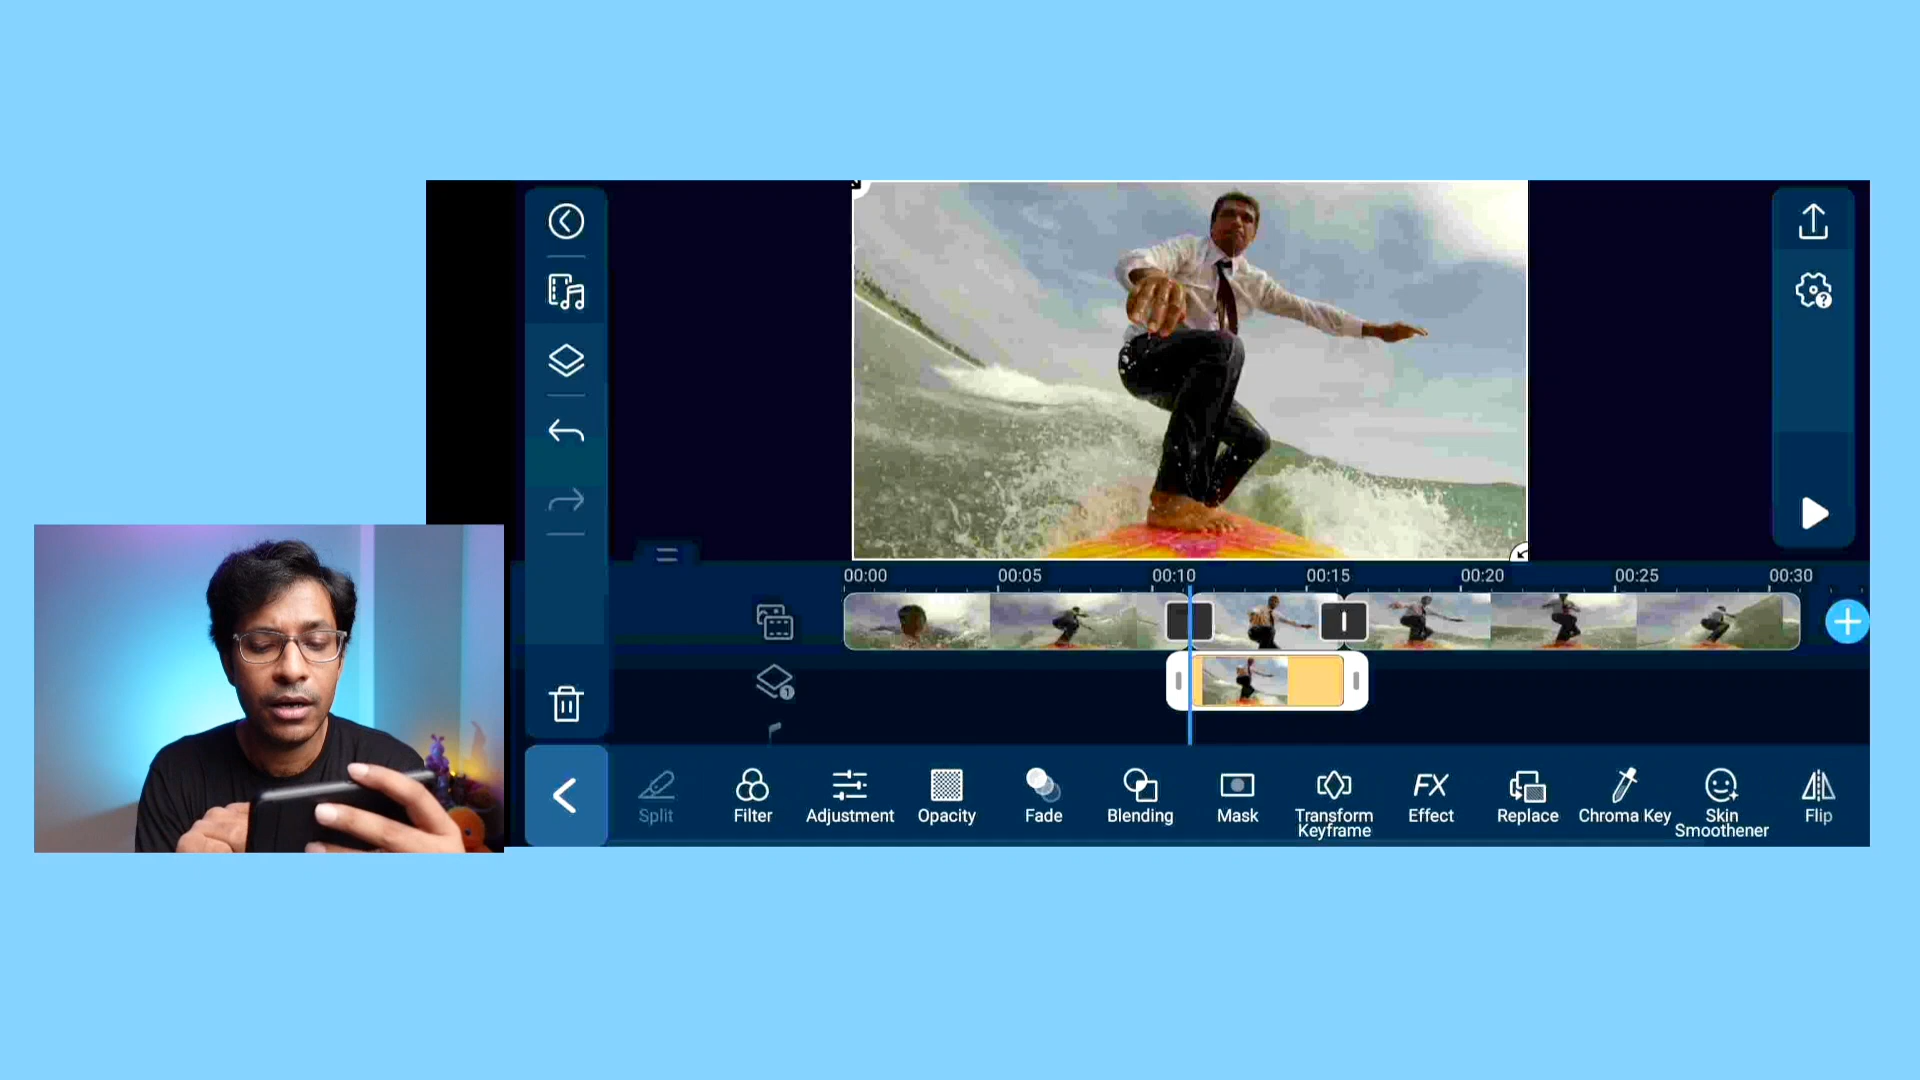 00:00 00:05 00:10 00:15 00:20 00:25 00:30
1
Split Filter Adjustment Opacity Fade Blending Mask Transform Keyframe FX Effect Replace Chroma Key Skin Smoothener Flip